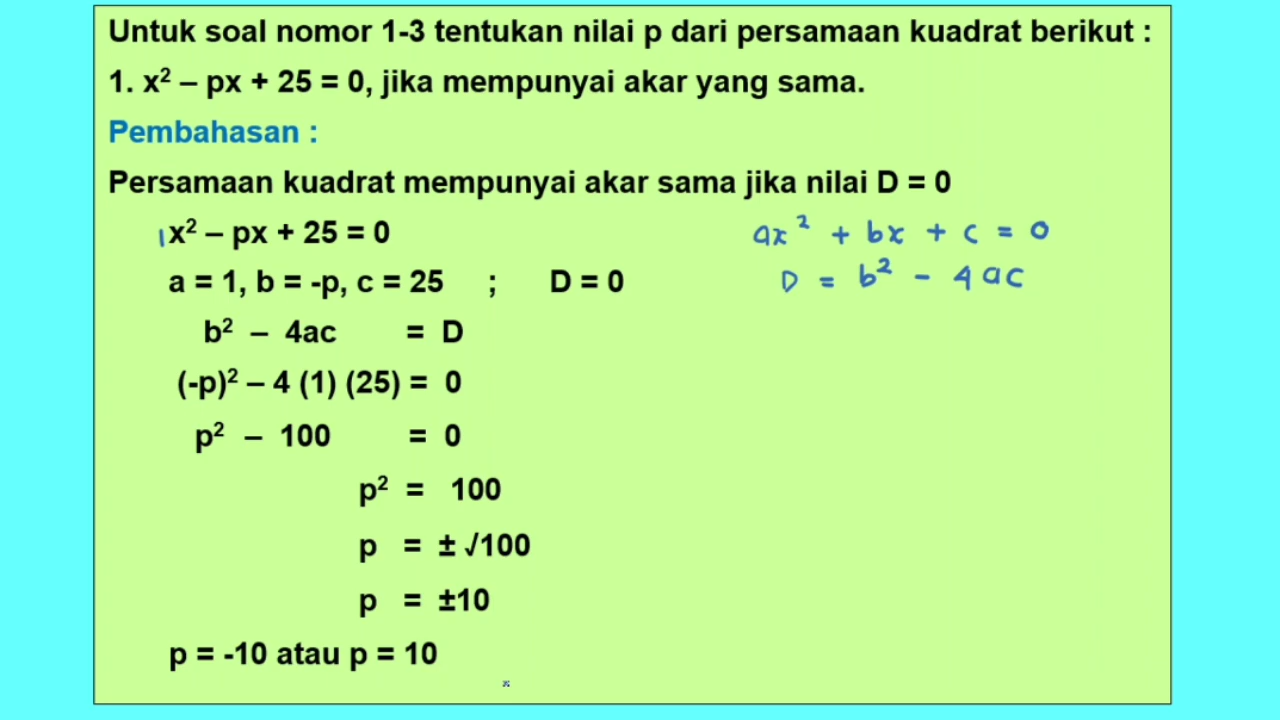 Untuk soal nomor 1-3 tentukan nilai p dari persamaan kuadrat berikut :
1. x² – px + 25 = 0, jika mempunyai akar yang sama.
Pembahasan :
Persamaan kuadrat mempunyai akar sama jika nilai D = 0
1x² – px + 25 = 0
ax² + bx + c = 0
a = 1, b = -p, c = 25 ; D = 0
D = b² - 4ac
b² – 4ac = D
(-p)² – 4 (1) (25) = 0
p² – 100 = 0
p² = 100
p = ± √100
p = ±10
p = -10 atau p = 10